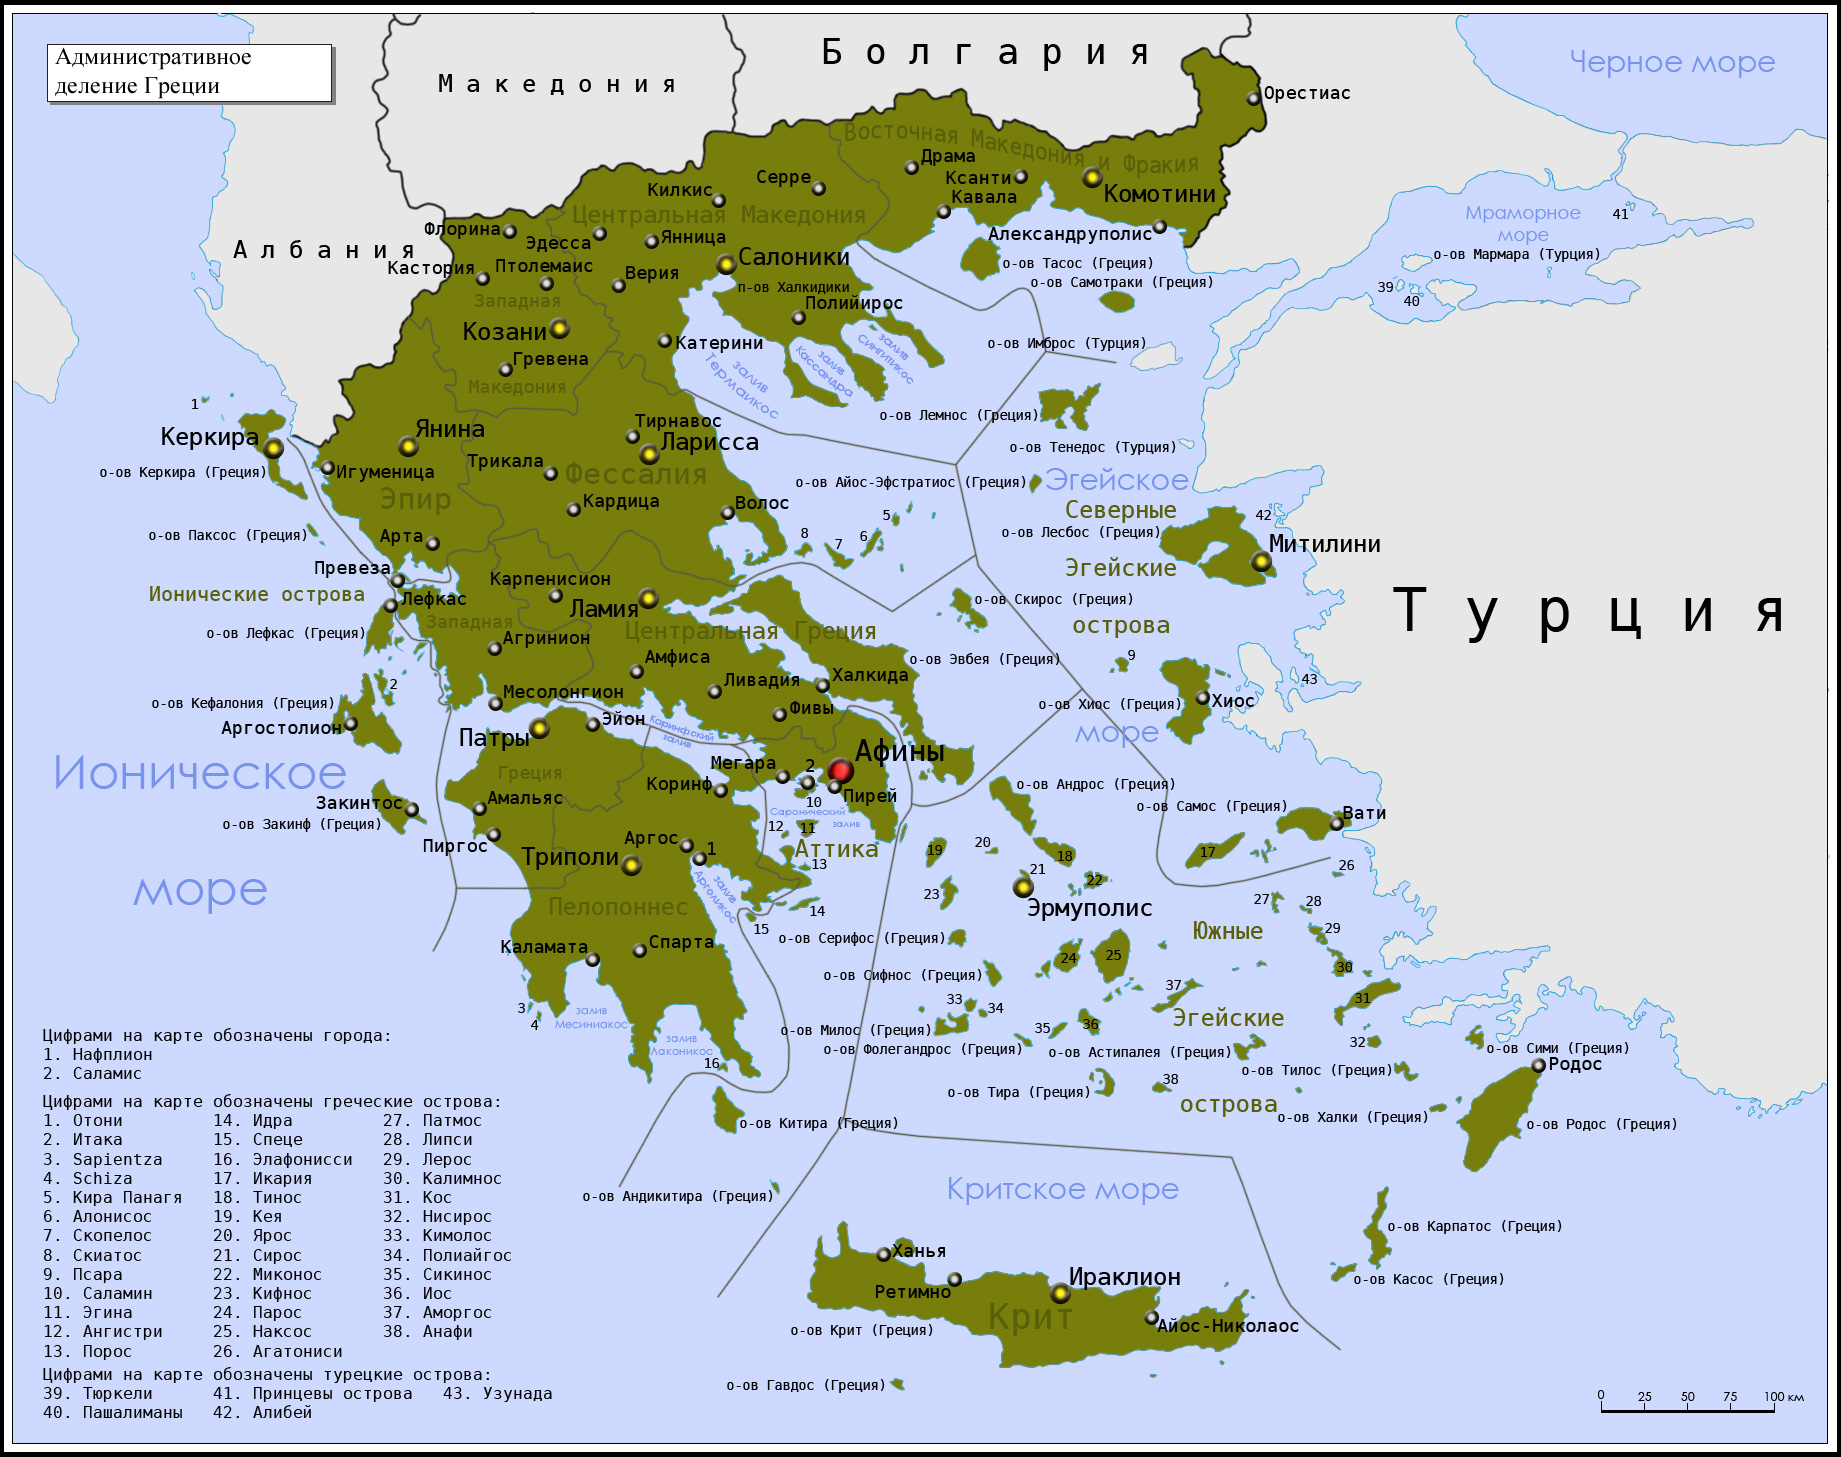 Административное
деление Греции
Болгария
Македония
Албания
Турция
Черное море
Мраморное
море
Орестиас
Восточная Македония и Фракия
Драма
Ксанти
Кавала
Комотини
Александруполис
Серре
Килкис
Центральная Македония
Флорина
Эдесса
Янница
Салоники
Кастория
Птолемаис
Верия
п-ов Халкидики
Полийирос
Западная
Козани
Гревена
Македония
Катерини
залив
Термаикос
залив
Кассандра
залив
Сингитикос
о-ов Тасос (Греция)
о-ов Самотраки (Греция)
о-ов Мармара (Турция)
41
39
40
о-ов Имброс (Турция)
о-ов Лемнос (Греция)
о-ов Тенедос (Турция)
1
Керкира
о-ов Керкира (Греция)
Янина
Игуменица
Эпир
Тирнавос
Ларисса
Трикала
Фессалия
Кардица
Волос
о-ов Айос-Эфстратиос (Греция)
Эгейское
Северные
о-ов Лесбос (Греция)
42
Митилини
Эгейские
5
6
7
8
о-ов Паксос (Греция)
Арта
Превеза
Ионические острова
Лефкас
о-ов Лефкас (Греция)
Карпенисион
Ламия
Западная
Центральная Греция
Агринион
Амфиса
Ливадия
Халкида
Фивы
Месолонгион
о-ов Скирос (Греция)
острова
о-ов Эвбея (Греция)
9
43
о-ов Хиос (Греция)
Хиос
море
2
о-ов Кефалония (Греция)
Аргостолион
Ионическое
море
Закинтос
о-ов Закинф (Греция)
Патры
Эйон
Коринфский
залив
Греция
Амальяс
Пиргос
Мегара
2
Афины
Пирей
Коринф
10
Саронический
залив
12
11
Аттика
13
Аргос
1
Триполи
залив
Арголикос
Пелопоннес
14
15
Каламата
Спарта
3
4
залив
Месиниакос
залив
Лаконикос
16
о-ов Андрос (Греция)
о-ов Самос (Греция)
Вати
17
18
19
20
21
22
23
26
Эрмуполис
27
28
29
30
31
32
Южные
о-ов Серифос (Греция)
24
25
о-ов Сифнос (Греция)
33
34
35
36
37
Эгейские
о-ов Милос (Греция)
о-ов Фолегандрос (Греция)
о-ов Астипалея (Греция)
о-ов Сими (Греция)
Родос
о-ов Тилос (Греция)
о-ов Тира (Греция)
38
острова
о-ов Халки (Греция)
о-ов Родос (Греция)
о-ов Китира (Греция)
о-ов Андикитира (Греция)
Критское море
о-ов Карпатос (Греция)
о-ов Касос (Греция)
Ханья
Ретимно
Ираклион
Крит
Айос-Николаос
о-ов Крит (Греция)
о-ов Гавдос (Греция)
Цифрами на карте обозначены города:
1. Нафплион
2. Саламис
Цифрами на карте обозначены греческие острова:
1. Отони 14. Идра 27. Патмос
2. Итака 15. Спеце 28. Липси
3. Sapientza 16. Элафонисси 29. Лерос
4. Schiza 17. Икария 30. Калимнос
5. Кира Панагя 18. Тинос 31. Кос
6. Алонисос 19. Кея 32. Нисирос
7. Скопелос 20. Ярос 33. Кимолос
8. Скиатос 21. Сирос 34. Полиайгос
9. Псара 22. Миконос 35. Сикинос
10. Саламин 23. Кифнос 36. Иос
11. Эгина 24. Парос 37. Аморгос
12. Ангистри 25. Наксос 38. Анафи
13. Порос 26. Агатониси
Цифрами на карте обозначены турецкие острова:
39. Тюркели 41. Принцевы острова 43. Узунада
40. Пашалиманы 42. Алибей
0 25 50 75 100 км